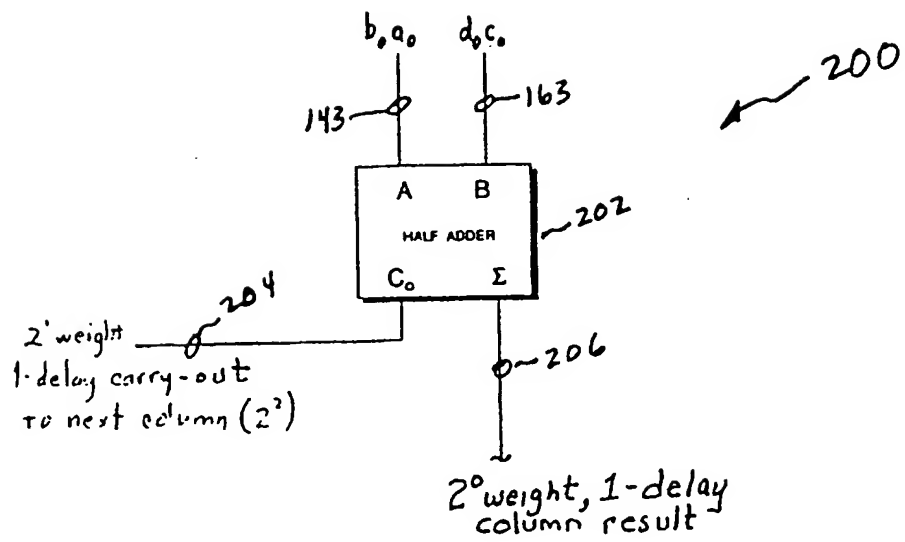 b₀a₀ d₀c₀
200
143
163
A B
202
HALF ADDER
C₀ Σ
204
2' weight
1-delay carry-out
to next column (2²)
206
2⁰ weight, 1-delay
column result